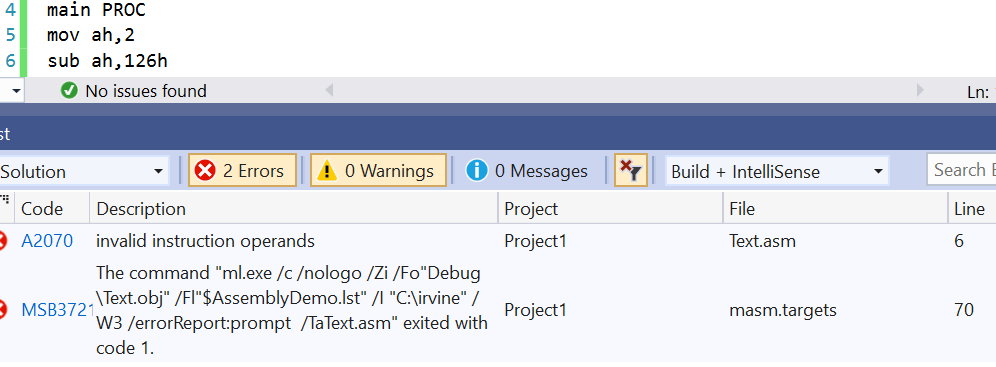 4 main PROC
5 mov ah,2
6 sub ah,126h
No issues found Ln:
st
Solution 2 Errors 0 Warnings 0 Messages Build + IntelliSense Search E
Code Description Project File Line
A2070 invalid instruction operands Project1 Text.asm 6
The command "ml.exe /c /nologo /Zi /Fo"Debug
\Text.obj" /Fl"$AssemblyDemo.lst" /I "C:\irvine" /
MSB3721 W3 /errorReport:prompt /TaText.asm" exited with Project1 masm.targets 70
code 1.